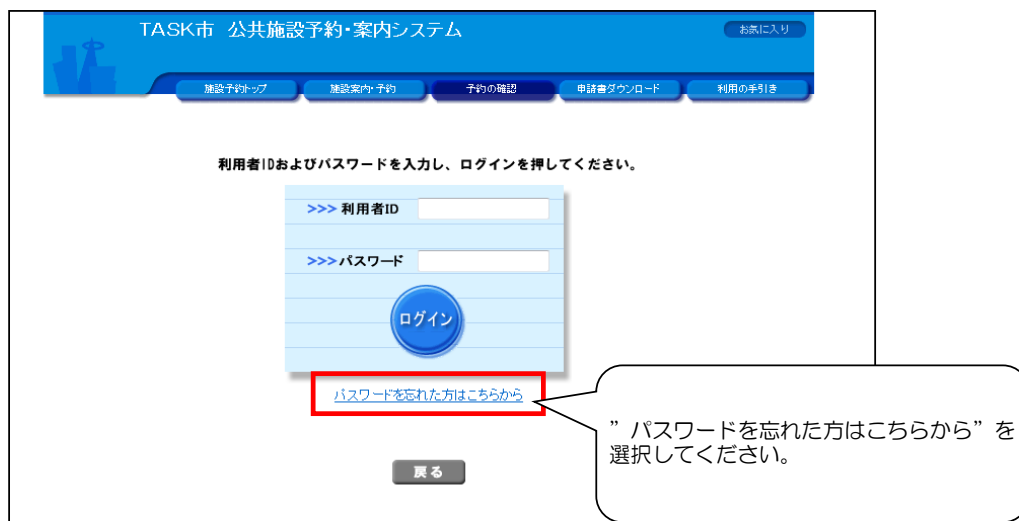 TASK市 公共施設予約・案内システム
お気に入り
施設予約トップ 施設案内・予約 予約の確認 申請書ダウンロード 利用の手引き
利用者IDおよびパスワードを入力し、ログインを押してください。
>>> 利用者ID
>>>パスワード
ログイン
パスワードを忘れた方はこちらから
”パスワードを忘れた方はこちらから”を
選択してください。
戻る